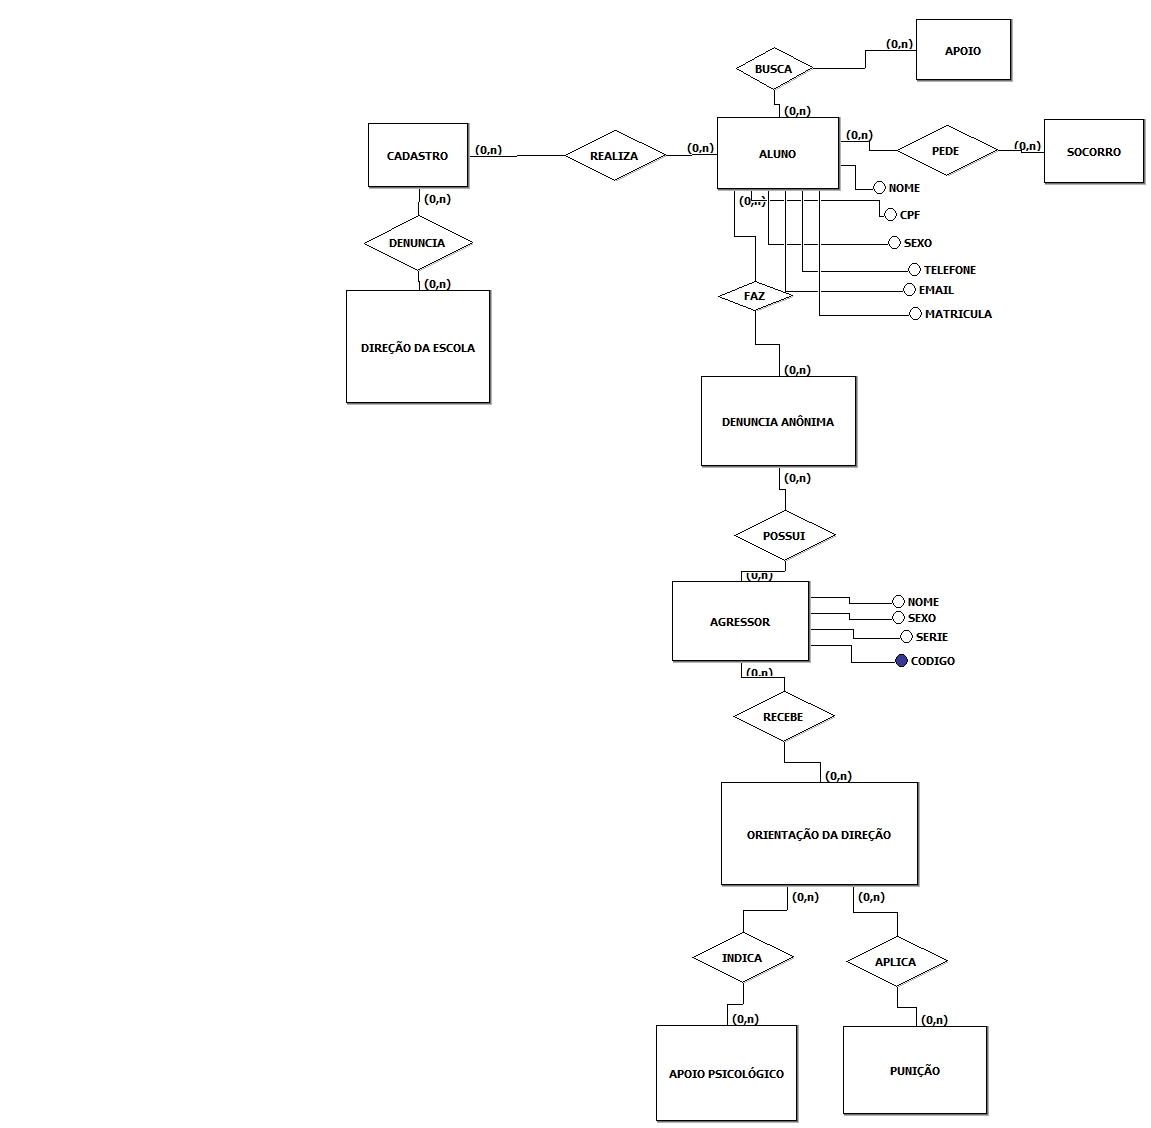 (0,n)
APOIO
BUSCA
(0,n)
CADASTRO
(0,n)
REALIZA
(0,n)
ALUNO
(0,n)
PEDE
(0,n)
SOCORRO
NOME
(0,n)
(0,n)
CPF
DENUNCIA
SEXO
TELEFONE
(0,n)
EMAIL
FAZ
MATRICULA
DIREÇÃO DA ESCOLA
(0,n)
DENUNCIA ANÔNIMA
(0,n)
POSSUI
(0,n)
AGRESSOR
NOME
SEXO
SERIE
CODIGO
(0,n)
RECEBE
(0,n)
ORIENTAÇÃO DA DIREÇÃO
(0,n)
(0,n)
INDICA
APLICA
(0,n)
(0,n)
APOIO PSICOLÓGICO
PUNIÇÃO